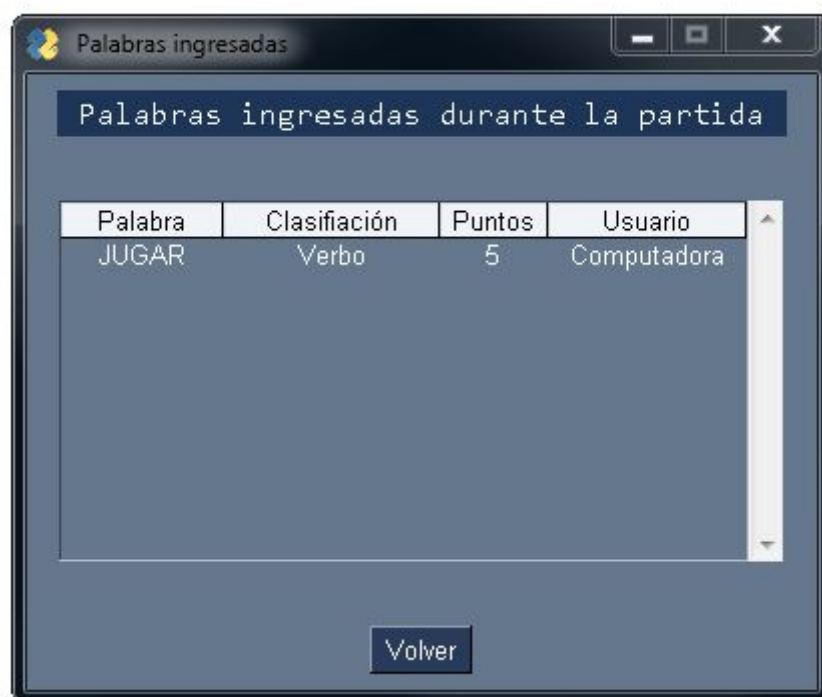 Palabras ingresadas
Palabras ingresadas durante la partida
Palabra Clasifiación Puntos Usuario
JUGAR Verbo 5 Computadora
Volver